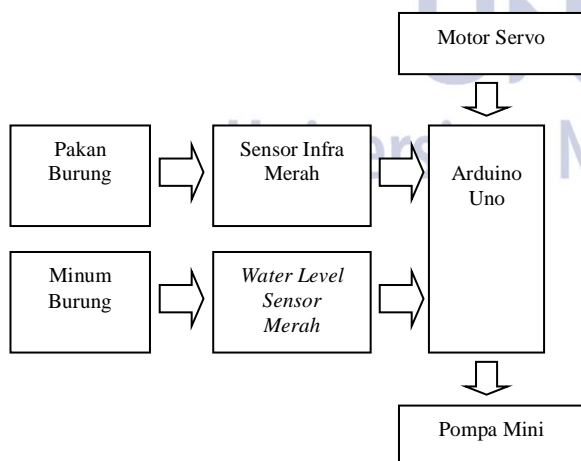 Motor Servo
Pakan
Burung
Sensor Infra
Merah
Arduino
Uno
Minum
Burung
Water Level
Sensor
Merah
Pompa Mini